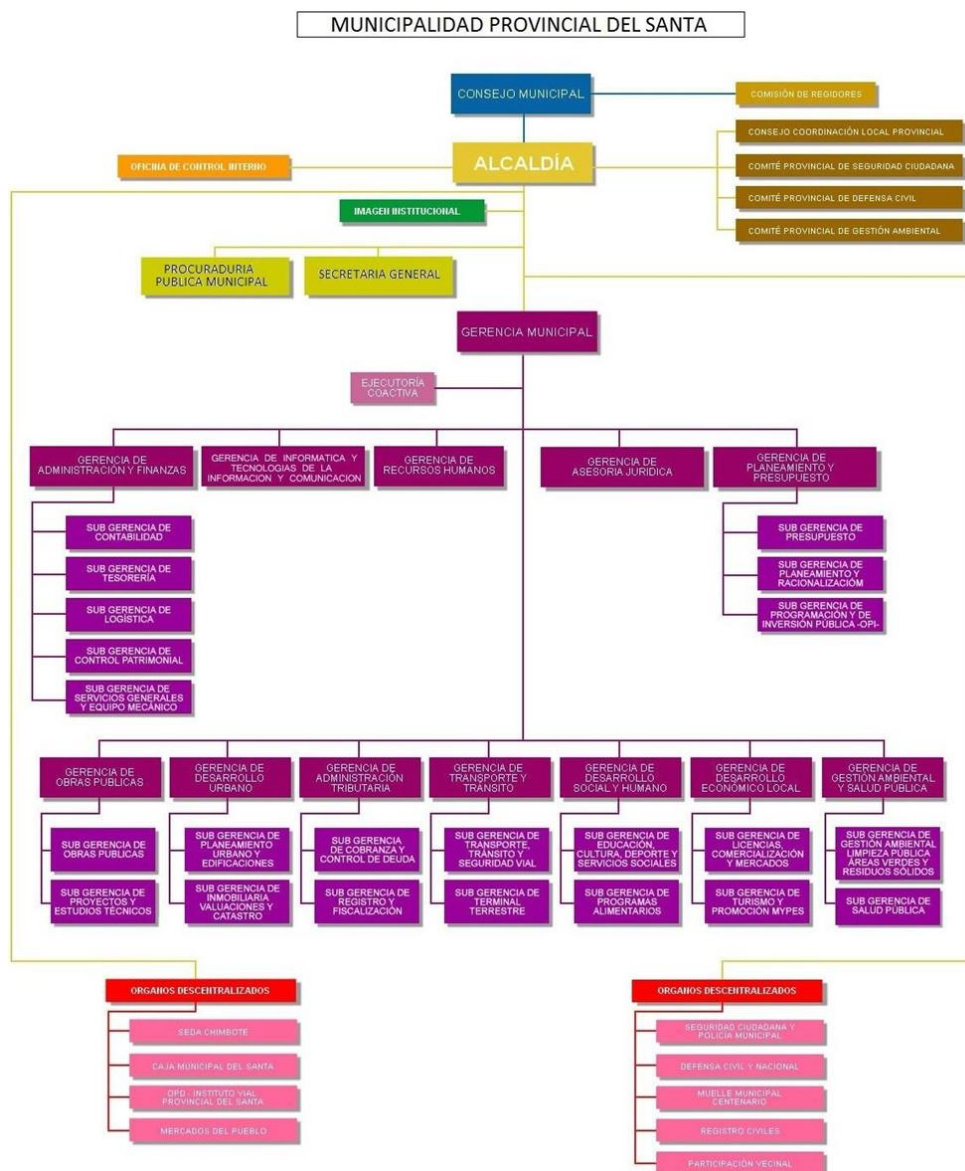 MUNICIPALIDAD PROVINCIAL DEL SANTA
CONSEJO MUNICIPAL
COMISIÓN DE REGIDORES
CONSEJO COORDINACIÓN LOCAL PROVINCIAL
OFICINA DE CONTROL INTERNO
ALCALDÍA
COMITÉ PROVINCIAL DE SEGURIDAD CIUDADANA
COMITÉ PROVINCIAL DE DEFENSA CIVIL
IMAGEN INSTITUCIONAL
COMITÉ PROVINCIAL DE GESTIÓN AMBIENTAL
PROCURADURIA
PUBLICA MUNICIPAL
SECRETARIA GENERAL
GERENCIA MUNICIPAL
EJECUTORÍA
COACTIVA
GERENCIA DE
ADMINISTRACIÓN Y FINANZAS
GERENCIA DE INFORMATICA Y
TECNOLOGÍAS DE LA
INFORMACION Y COMUNICACION
GERENCIA DE
RECURSOS HUMANOS
GERENCIA DE
ASESORIA JURÍDICA
GERENCIA DE
PLANEAMIENTO Y
PRESUPUESTO
SUB GERENCIA DE
CONTABILIDAD
SUB GERENCIA DE
TESORERÍA
SUB GERENCIA DE
LOGÍSTICA
SUB GERENCIA DE
CONTROL PATRIMONIAL
SUB GERENCIA DE
SERVICIOS GENERALES
Y EQUIPO MECÁNICO
SUB GERENCIA DE
PRESUPUESTO
SUB GERENCIA DE
PLANEAMIENTO Y
RACIONALIZACIÓM
SUB GERENCIA DE
PROGRAMACIÓN Y DE
INVERSIÓN PÚBLICA -OPI-
GERENCIA DE
OBRAS PUBLICAS
GERENCIA DE
DESARROLLO
URBANO
GERENCIA DE
ADMINISTRACIÓN
TRIBUTARIA
GERENCIA DE
TRANSPORTE Y
TRÁNSITO
GERENCIA DE
DESARROLLO
SOCIAL Y HUMANO
GERENCIA DE
DESARROLLO
ECONÓMICO LOCAL
GERENCIA DE
GESTIÓN AMBIENTAL
Y SALUD PÚBLICA
SUB GERENCIA DE
OBRAS PUBLICAS
SUB GERENCIA DE
PLANEAMIENTO
URBANO Y
EDIFICACIONES
SUB GERENCIA
DE COBRANZA Y
CONTROL DE DEUDA
SUB GERENCIA DE
TRANSPORTE,
TRÁNSITO Y
SEGURIDAD VIAL
SUB GERENCIA DE
EDUCACIÓN,
CULTURA, DEPORTE Y
SERVICIOS SOCIALES
SUB GERENCIA DE
LICENCIAS,
COMERCIALIZACIÓN
Y MERCADOS
SUB GERENCIA DE
GESTIÓN AMBIENTAL
LIMPIEZA PUBLICA
AREAS VERDES Y
RESIDUOS SÓLIDOS
SUB GERENCIA DE
PROYECTOS Y
ESTUDIOS TÉCNICOS
SUB GERENCIA DE
INMOBILIARIA
VALUACIONES Y
CATASTRO
SUB GERENCIA DE
REGISTRO Y
FISCALIZACIÓN
SUB GERENCIA DE
TERMINAL
TERRESTRE
SUB GERENCIA DE
PROGRAMAS
ALIMENTARIOS
SUB GERENCIA DE
TURISMO Y
PROMOCIÓN MYPES
SUB GERENCIA DE
SALUD PÚBLICA
ORGANOS DESCENTRALIZADOS
SEDA CHIMBOTE
CAJA MUNICIPAL DEL SANTA
OPD - INSTITUTO VIAL
PROVINCIAL DEL SANTA
MERCADOS DEL PUEBLO
ORGANOS DESCENTRALIZADOS
SEGURIDAD CIUDADANA Y
POLICÍA MUNICIPAL
DEFENSA CIVIL Y NACIONAL
MUELLE MUNICIPAL
CENTENARIO
REGISTRO CIVILES
PARTICIPACIÓN VECINAL